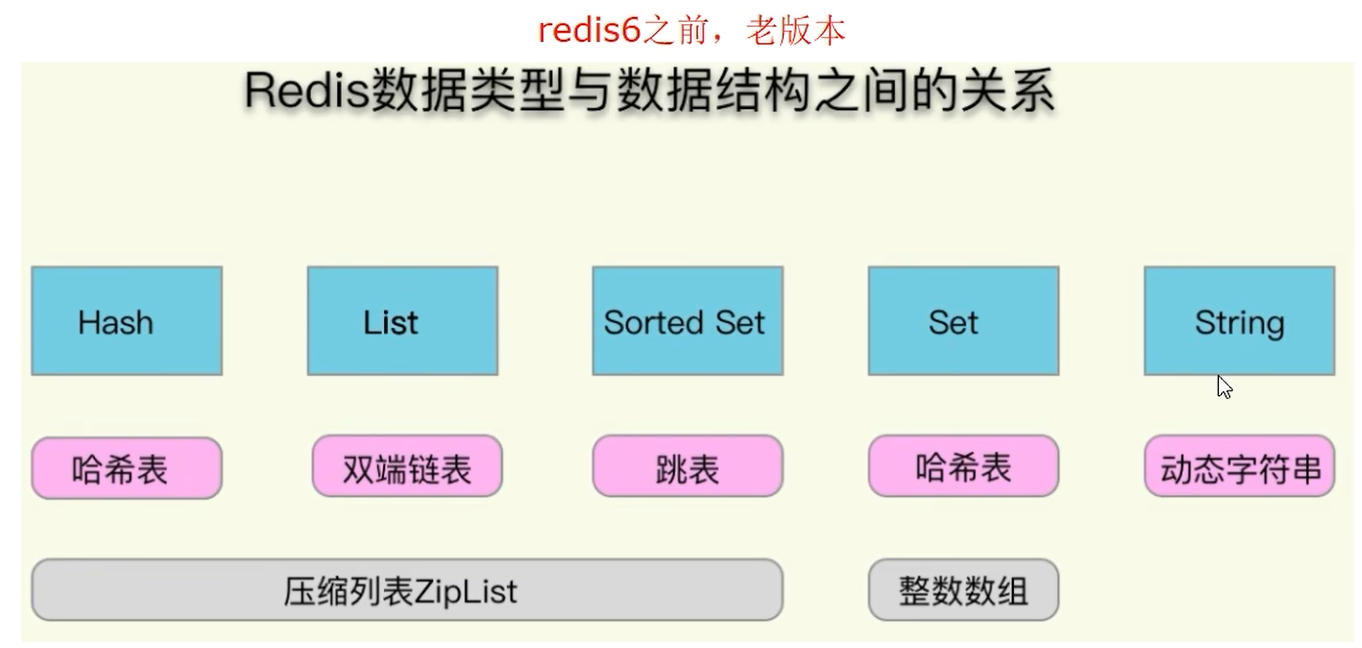 redis6之前，老版本
Redis数据类型与数据结构之间的关系
Hash
List
Sorted Set
Set
String
哈希表
双端链表
跳表
哈希表
动态字符串
压缩列表ZipList
整数数组